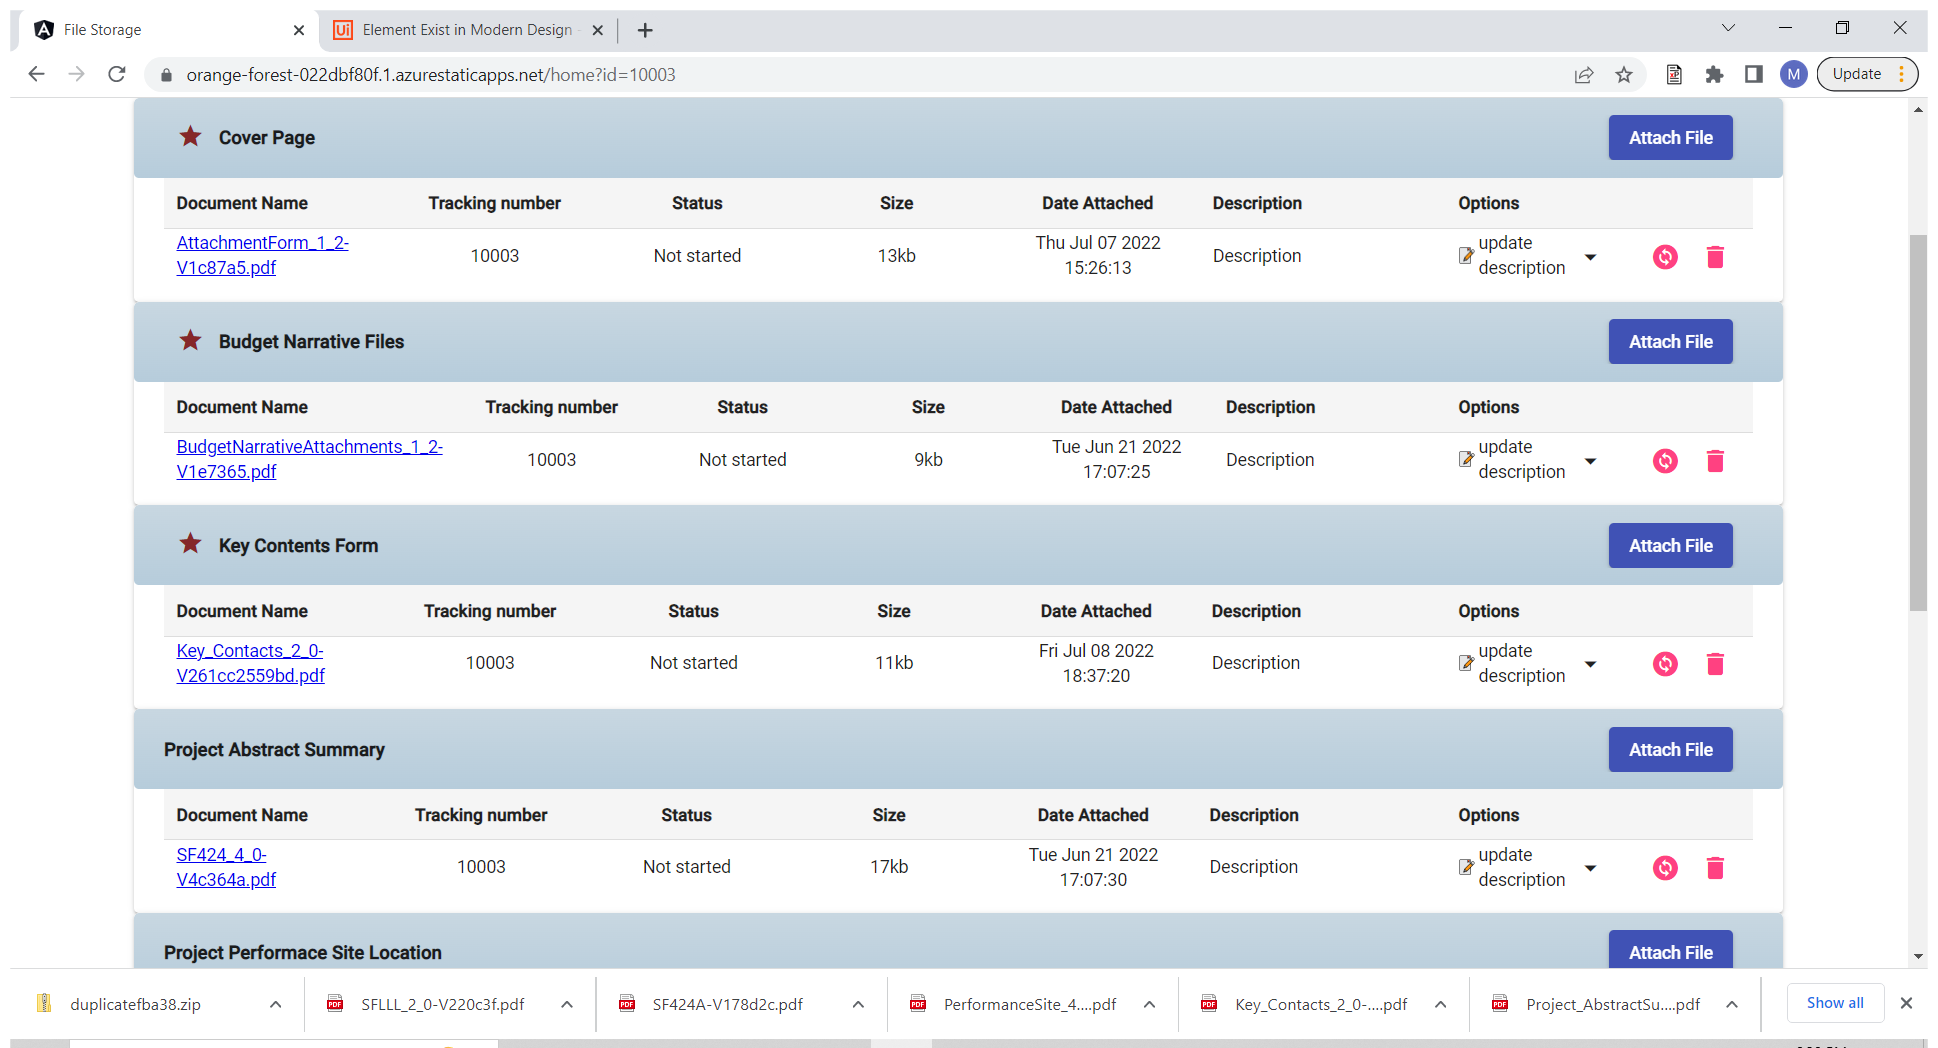 File Storage
Element Exist in Modern Design
orange-forest-022dbf80f.1.azurestaticapps.net/home?id=10003
M
Update
Cover Page
Attach File
Document Name Tracking number Status Size Date Attached Description Options
AttachmentForm_1_2-
V1c87a5.pdf
10003
Not started
13kb
Thu Jul 07 2022
15:26:13
Description
update
description
Budget Narrative Files
Attach File
Document Name Tracking number Status Size Date Attached Description Options
BudgetNarrativeAttachments_1_2-
V1e7365.pdf
10003
Not started
9kb
Tue Jun 21 2022
17:07:25
Description
update
description
Key Contents Form
Attach File
Document Name Tracking number Status Size Date Attached Description Options
Key_Contacts_2_0-
V261cc2559bd.pdf
10003
Not started
11kb
Fri Jul 08 2022
18:37:20
Description
update
description
Project Abstract Summary
Attach File
Document Name Tracking number Status Size Date Attached Description Options
SF424_4_0-
V4c364a.pdf
10003
Not started
17kb
Tue Jun 21 2022
17:07:30
Description
update
description
Project Performace Site Location
Attach File
duplicatefba38.zip
PDF
SFLLL_2_0-V220c3f.pdf
PDF
SF424A-V178d2c.pdf
PDF
PerformanceSite_4....pdf
PDF
Key_Contacts_2_0-....pdf
PDF
Project_AbstractSu....pdf
Show all